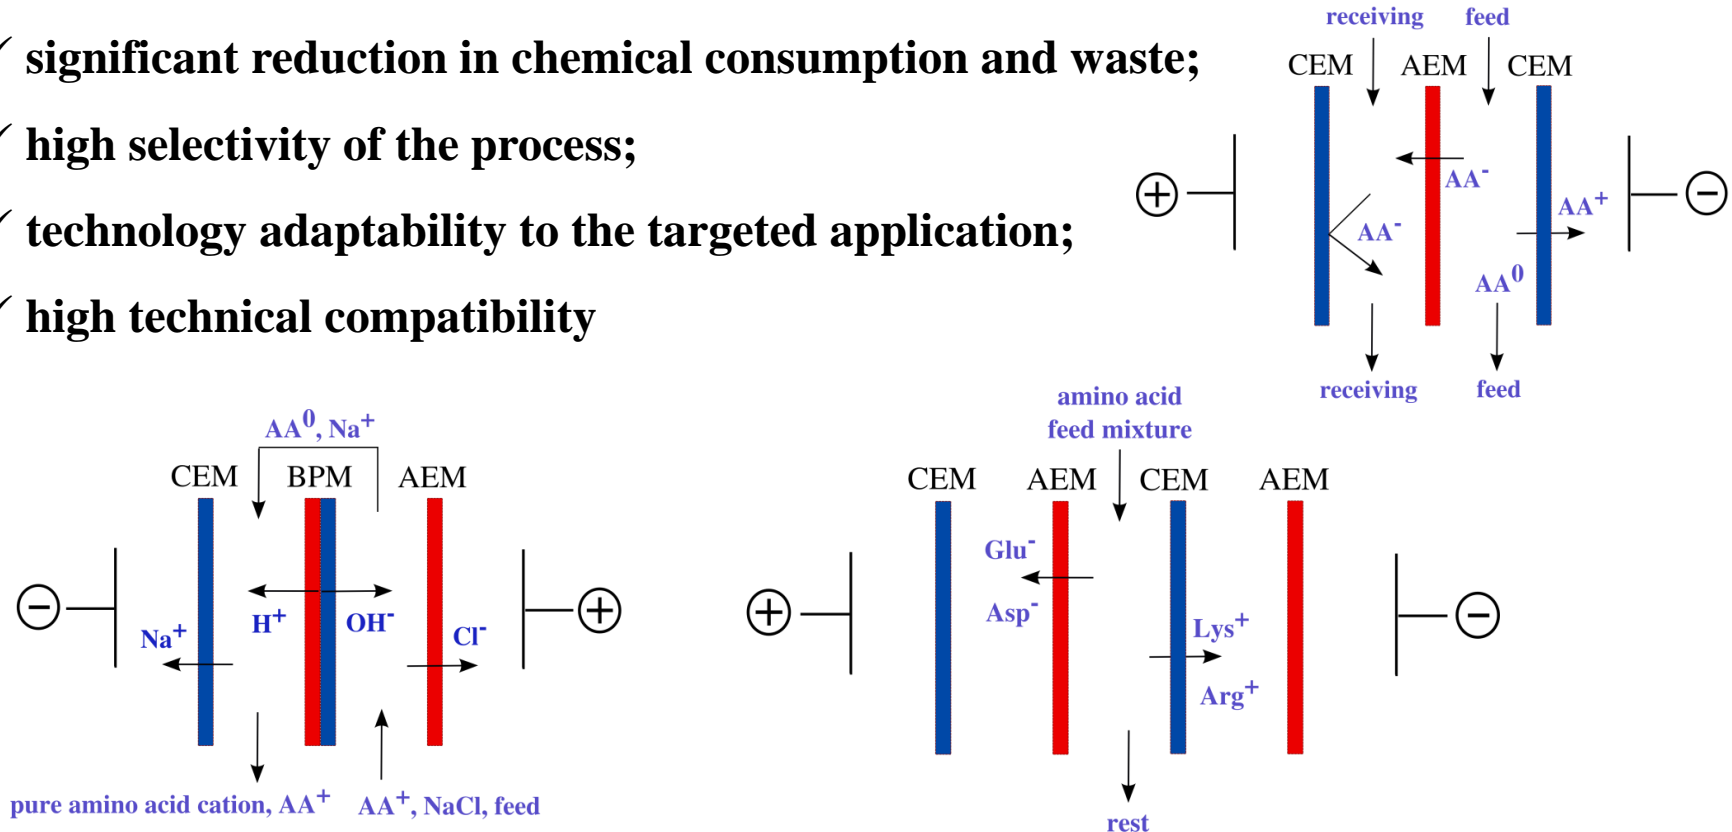 ✓ significant reduction in chemical consumption and waste;
✓ high selectivity of the process;
✓ technology adaptability to the targeted application;
✓ high technical compatibility
receiving feed
CEM AEM CEM
AA⁻
+ −
AA⁺
AA⁻
AA⁰
receiving feed
AA⁰, Na⁺
CEM BPM AEM
− +
H⁺ OH⁻
Na⁺ Cl⁻
pure amino acid cation, AA⁺ AA⁺, NaCl, feed
amino acid
feed mixture
CEM AEM CEM AEM
Glu⁻
+ −
Asp⁻
Lys⁺
Arg⁺
rest